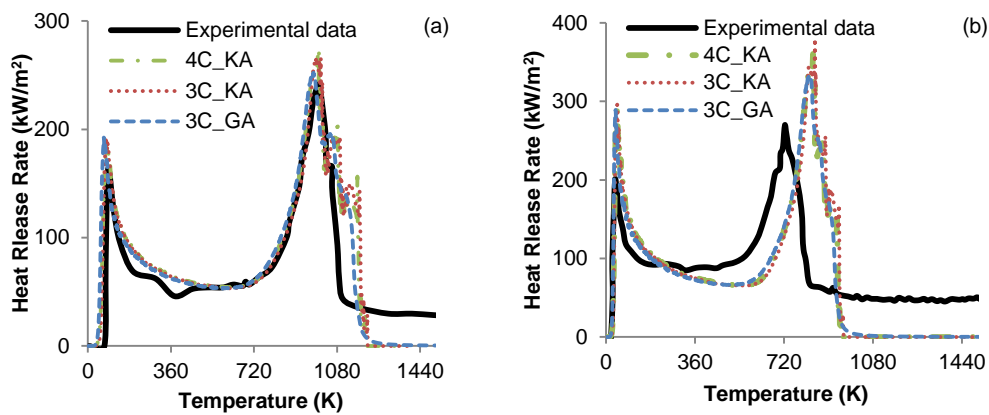 (a)
Experimental data
4C_KA
3C_KA
3C_GA
Heat Rlease Rate (kW/m²)
300
200
100
0
0 360 720 1080 1440
Temperature (K)
(b)
Experimental data
4C_KA
3C_KA
3C_GA
Heat Rlease Rate (kW/m²)
400
300
200
100
0
0 360 720 1080 1440
Temperature (K)